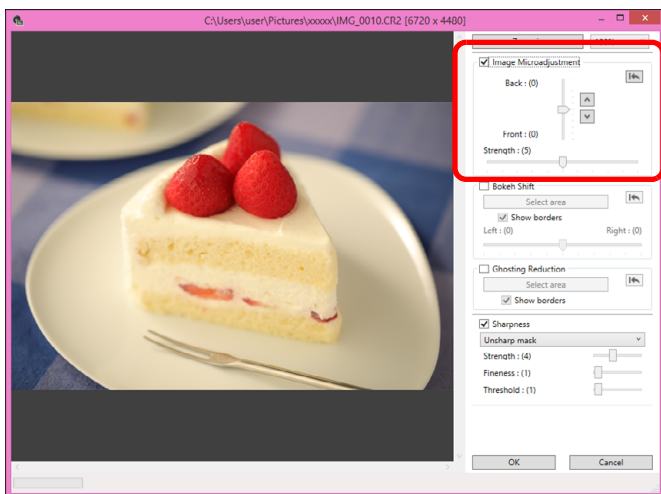 C:\Users\user\Pictures\xxxxx\IMG_0010.CR2 [6720 x 4480]
Image Microadjustment
Back : (0)
Front : (0)
Strength : (5)
Bokeh Shift
Select area
Show borders
Left : (0) Right : (0)
Ghosting Reduction
Select area
Show borders
Sharpness
Unsharp mask
Strength : (4)
Fineness : (1)
Threshold : (1)
OK Cancel